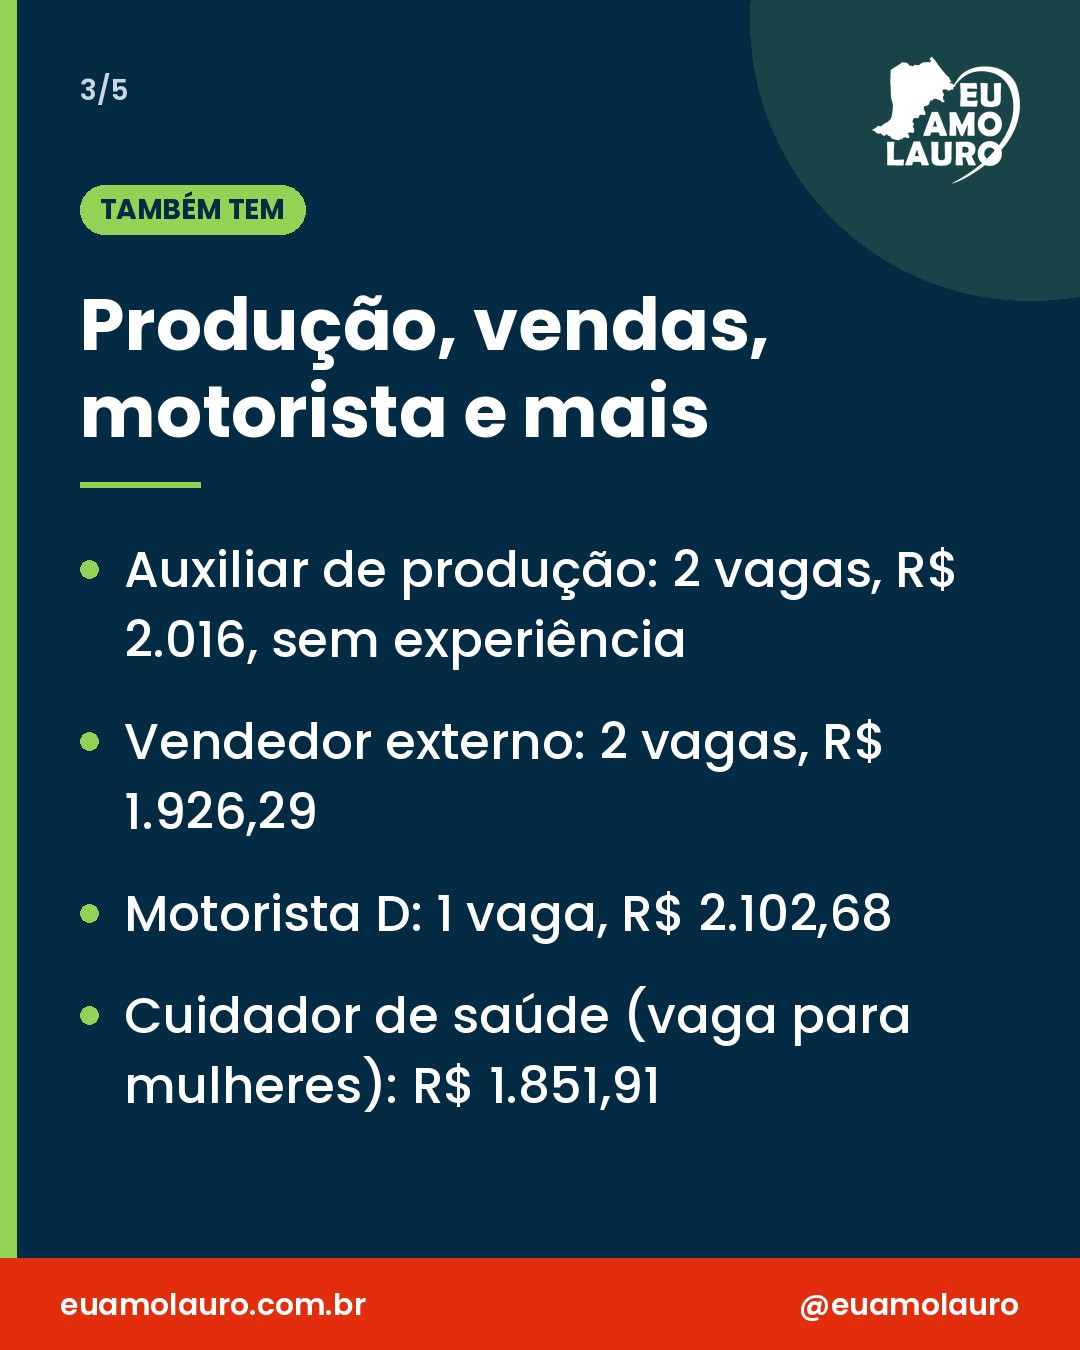 3/5
EU
AMO
LAURO
TAMBÉM TEM
Produção, vendas,
motorista e mais
Auxiliar de produção: 2 vagas, R$
2.016, sem experiência
Vendedor externo: 2 vagas, R$
1.926,29
Motorista D: 1 vaga, R$ 2.102,68
Cuidador de saúde (vaga para
mulheres): R$ 1.851,91
euamolauro.com.br
@euamolauro